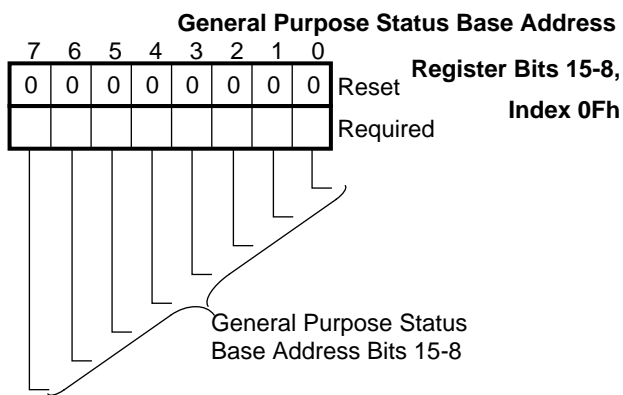 General Purpose Status Base Address
Register Bits 15-8,
Index 0Fh
7 6 5 4 3 2 1 0
0 0 0 0 0 0 0 0 Reset
Required
General Purpose Status
Base Address Bits 15-8